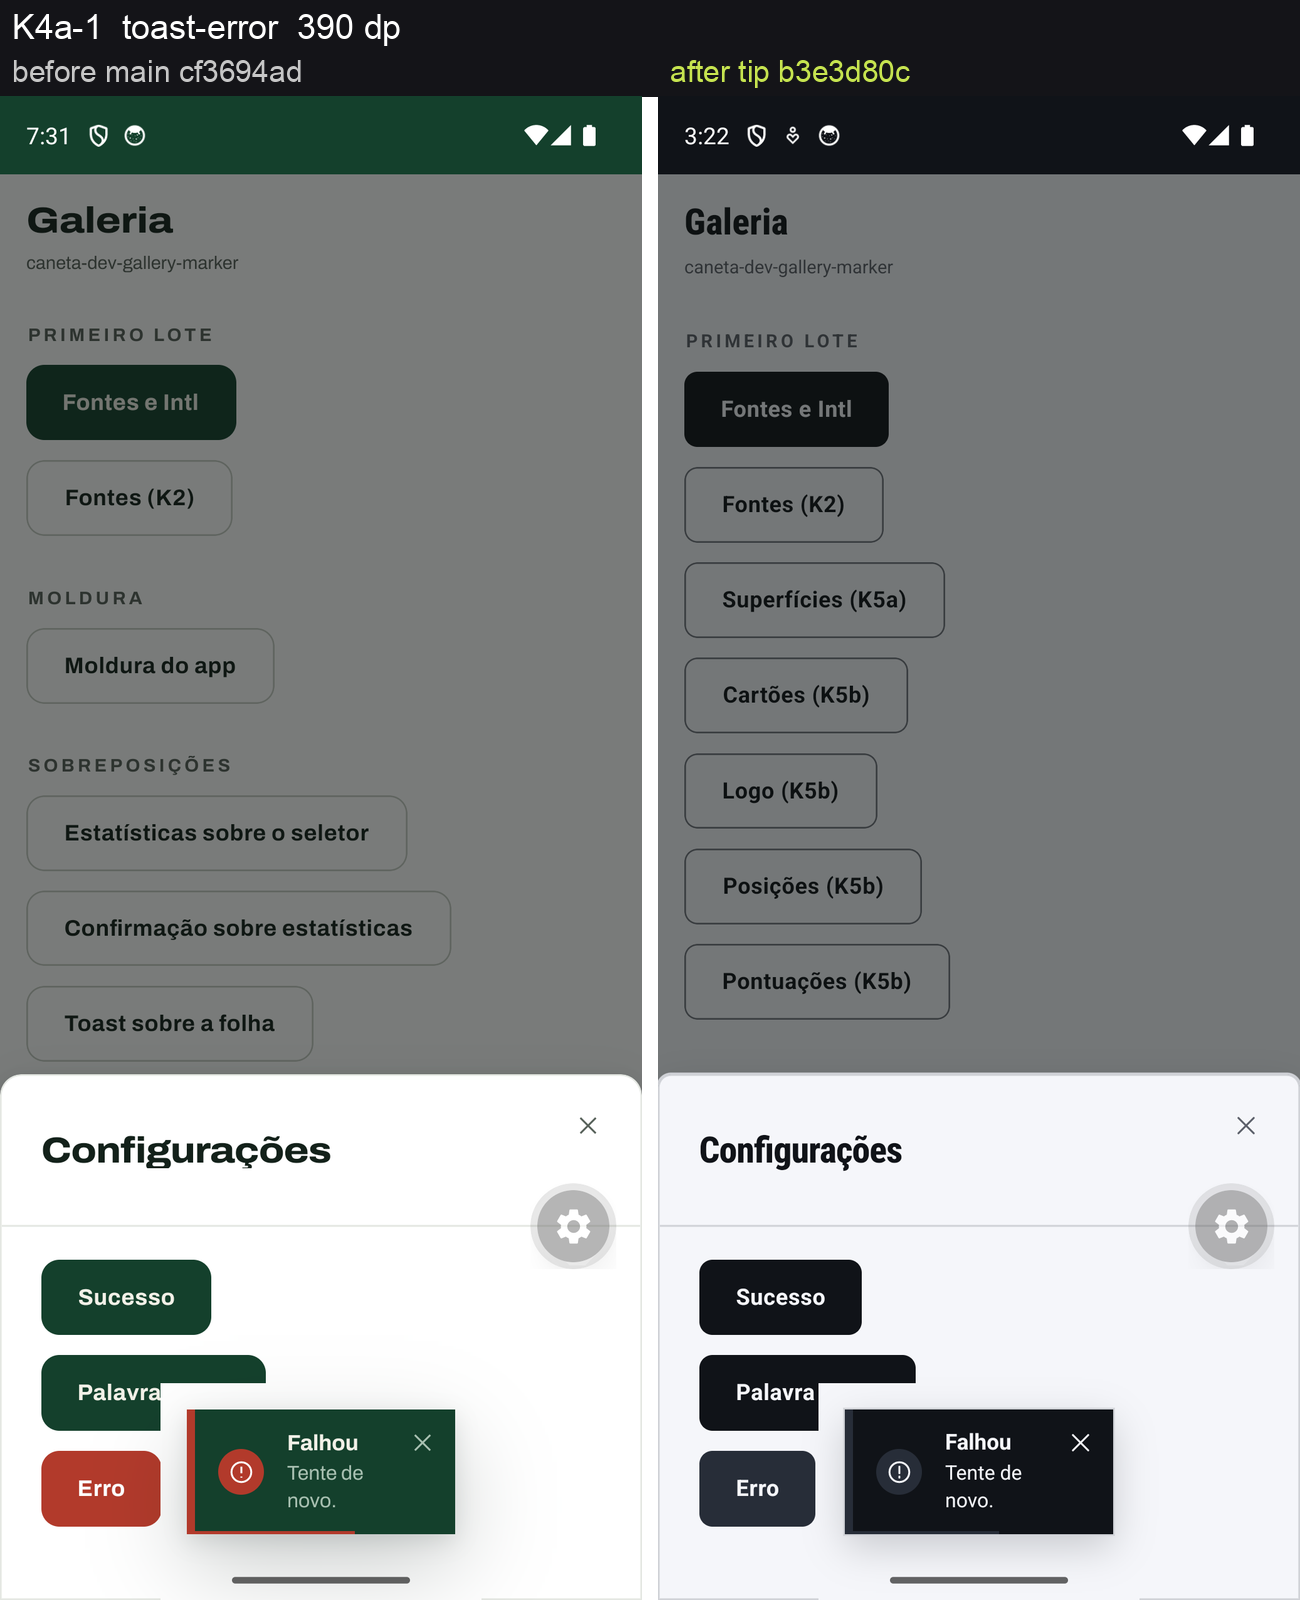 K4a-1 toast-error 390 dp
before main cf3694ad
after tip b3e3d80c
7:31
Galeria
caneta-dev-gallery-marker
PRIMEIRO LOTE
Fontes e Intl
Fontes (K2)
MOLDURA
Moldura do app
SOBREPOSIÇÕES
Estatísticas sobre o seletor
Confirmação sobre estatísticas
Toast sobre a folha
Configurações
Sucesso
Palavra
Erro
Falhou
Tente de
novo.
3:22
Galeria
caneta-dev-gallery-marker
PRIMEIRO LOTE
Fontes e Intl
Fontes (K2)
Superfícies (K5a)
Cartões (K5b)
Logo (K5b)
Posições (K5b)
Pontuações (K5b)
Configurações
Sucesso
Palavra
Erro
Falhou
Tente de
novo.